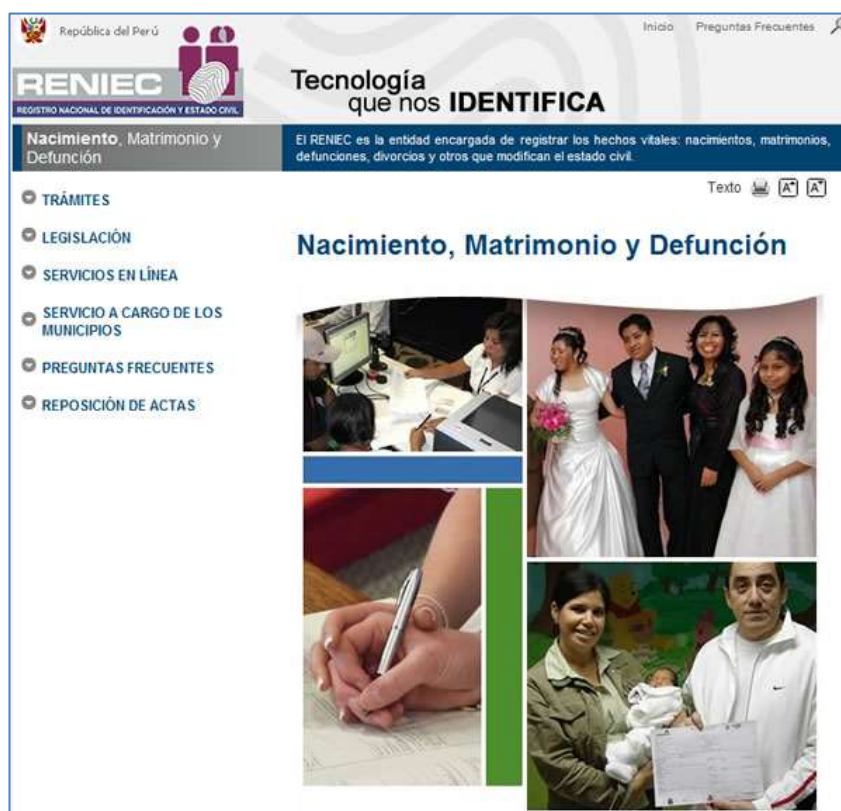 República del Perú
Inicio Preguntas Frecuentes
RENIEC
REGISTRO NACIONAL DE IDENTIFICACIÓN Y ESTADO CIVIL
Tecnología
que nos IDENTIFICA
Nacimiento, Matrimonio y
Defunción
El RENIEC es la entidad encargada de registrar los hechos vitales: nacimientos, matrimonios,
defunciones, divorcios y otros que modifican el estado civil.
Texto A+ A-
TRÁMITES
LEGISLACIÓN
SERVICIOS EN LÍNEA
SERVICIO A CARGO DE LOS
MUNICIPIOS
PREGUNTAS FRECUENTES
REPOSICIÓN DE ACTAS
Nacimiento, Matrimonio y Defunción